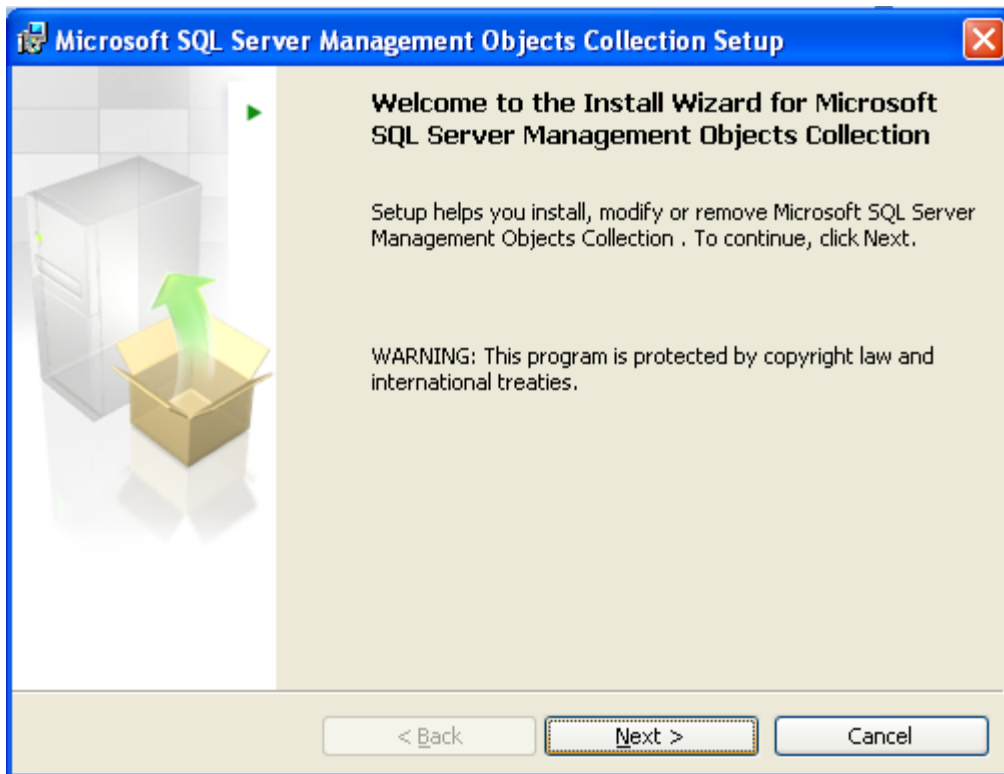 Microsoft SQL Server Management Objects Collection Setup
Welcome to the Install Wizard for Microsoft
SQL Server Management Objects Collection
Setup helps you install, modify or remove Microsoft SQL Server
Management Objects Collection . To continue, click Next.
WARNING: This program is protected by copyright law and
international treaties.
< Back
Next >
Cancel